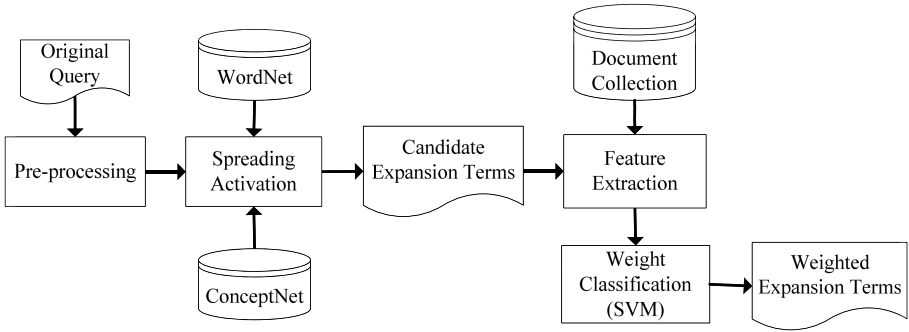 Original
Query
WordNet
Document
Collection
Pre-processing
Spreading
Activation
Candidate
Expansion Terms
Feature
Extraction
ConceptNet
Weight
Classification
(SVM)
Weighted
Expansion Terms